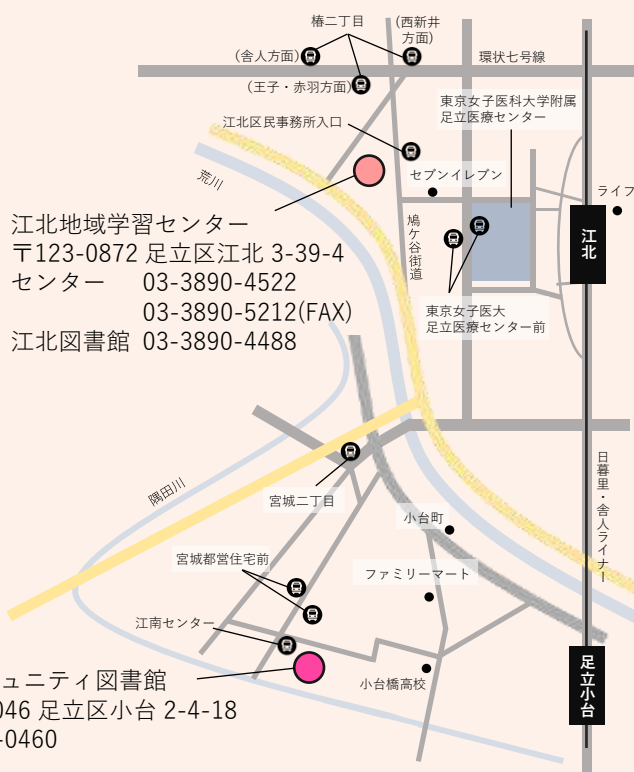 椿二丁目
(西新井
方面)
(舎人方面)
(王子・赤羽方面)
環状七号線
東京女子医科大学附属
足立医療センター
江北区民事務所入口
セブンイレブン
荒川
ライフ
江北地域学習センター
〒123-0872 足立区江北 3-39-4
センター 03-3890-4522
03-3890-5212(FAX)
江北図書館 03-3890-4488
鳩ケ谷街道
江北
東京女子医大
足立医療センター前
日暮里・舎人ライナー
隅田川
宮城二丁目
小台町
宮城都営住宅前
ファミリーマート
江南センター
小台橋高校
足立小台
ュニティ図書館
046 足立区小台 2-4-18
-0460